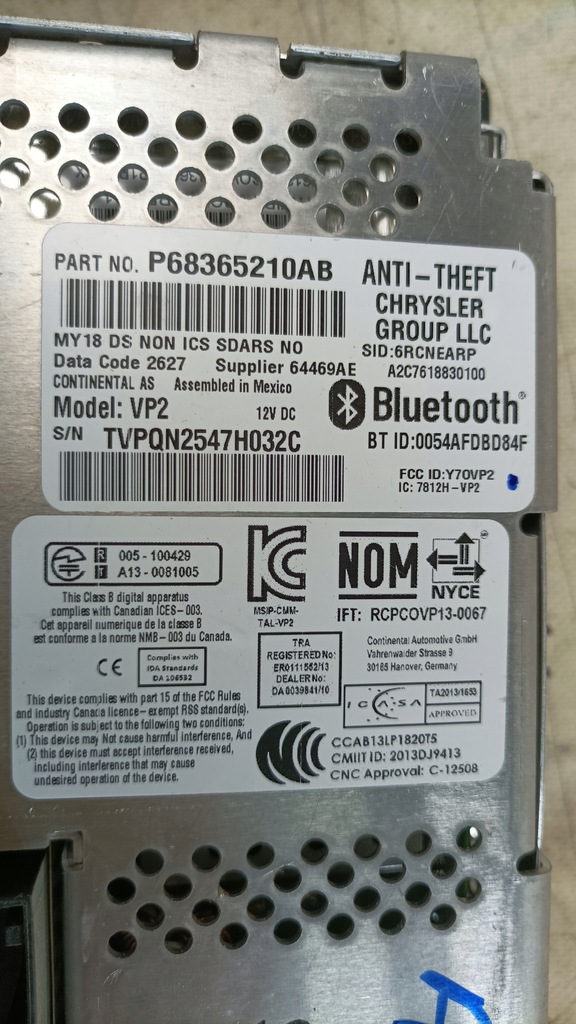 PART NO. P68365210AB
ANTI-THEFT
CHRYSLER
GROUP LLC
MY18 DS NON ICS SDARS NO
SID:6RCNEARP
Data Code 2627 Supplier 64469AE
A2C7618830100
CONTINENTAL AS Assembled in Mexico
Model: VP2 12V DC
Bluetooth®
S/N TVPQN2547H032C
BT ID:0054AFDBD84F
FCC ID:Y70VP2
IC: 7812H-VP2
R 005-100429
T A13-0081005
This Class B digital apparatus
complies with Canadian ICES-003.
Cet appareil numerique de la classe B
est conforme a la norme NMB-003 du Canada.
CE
Complies with
IDA Standards
DA 106532
This device complies with part 15 of the FCC Rules
and industry Canada licence-exempt RSS standard(s).
Operation is subject to the following two conditions:
(1) This device may Not cause harmful interference, And
(2) this device must accept interference received,
including interference that may cause
undesired operation of the device.
KC
MSIP-CMM-
TAL-VP2
TRA
REGISTERED No:
ER0111582/13
DEALER No:
DA0039841/10
NOM
NYCE
IFT: RCPCOVP13-0067
Continental Automotive GmbH
Vahrenwalder Strasse 9
30165 Hanover, Germany
ICASA
TA2013/1653
APPROVED
CCAB13LP1820T5
CMIIT ID: 2013DJ9413
CNC Approval: C-12508